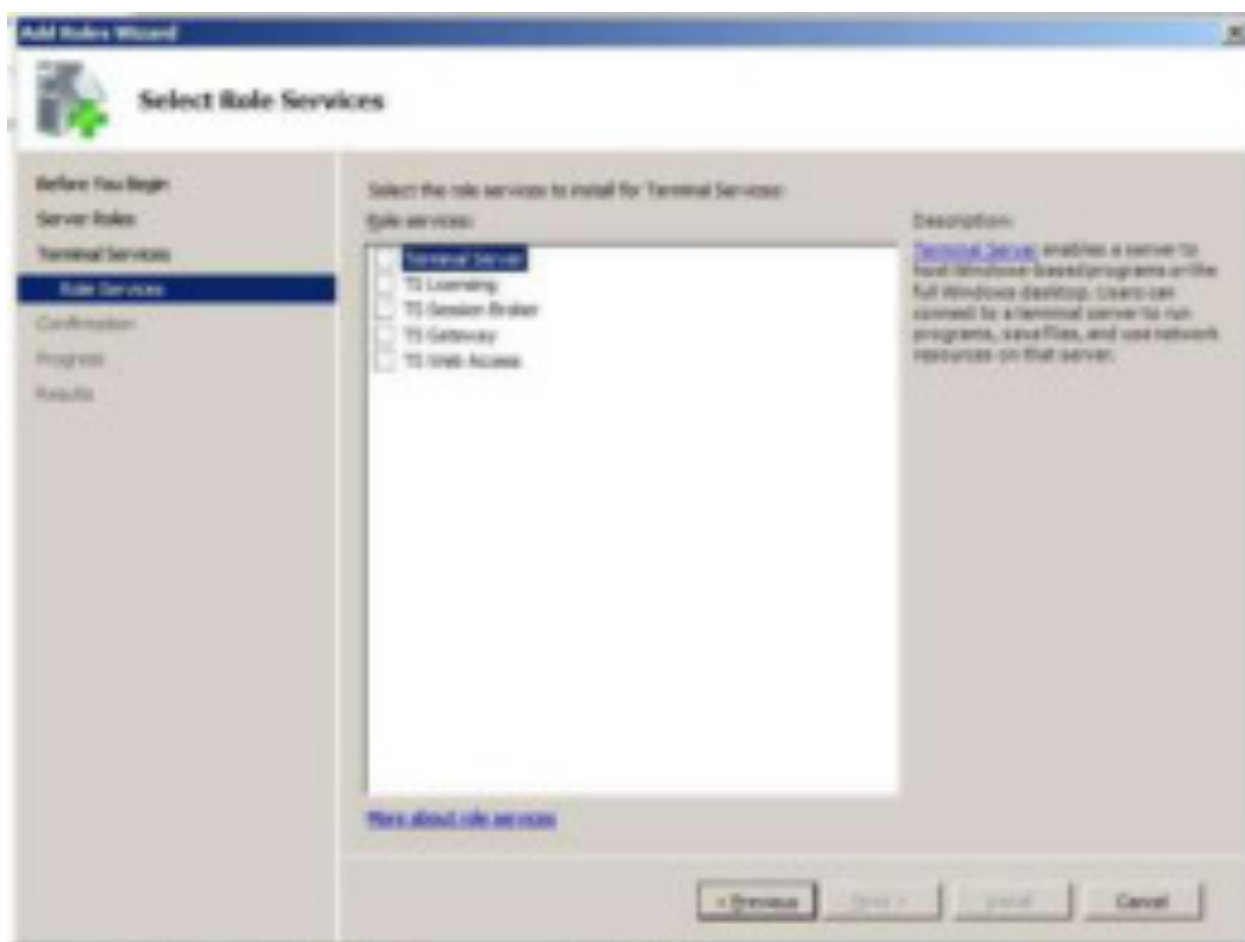 Add Roles Wizard
Select Role Services
Before You Begin
Server Roles
Terminal Services
Role Services
Confirmation
Progress
Results
Select the role services to install for Terminal Services:
Role services:
Terminal Server
TS Licensing
TS Session Broker
TS Gateway
TS Web Access
More about role services
Description:
Terminal Server enables a server to
host Windows-based programs or the
full Windows desktop. Users can
connect to a terminal server to run
programs, save files, and use network
resources on that server.
< Previous
Next >
Install
Cancel